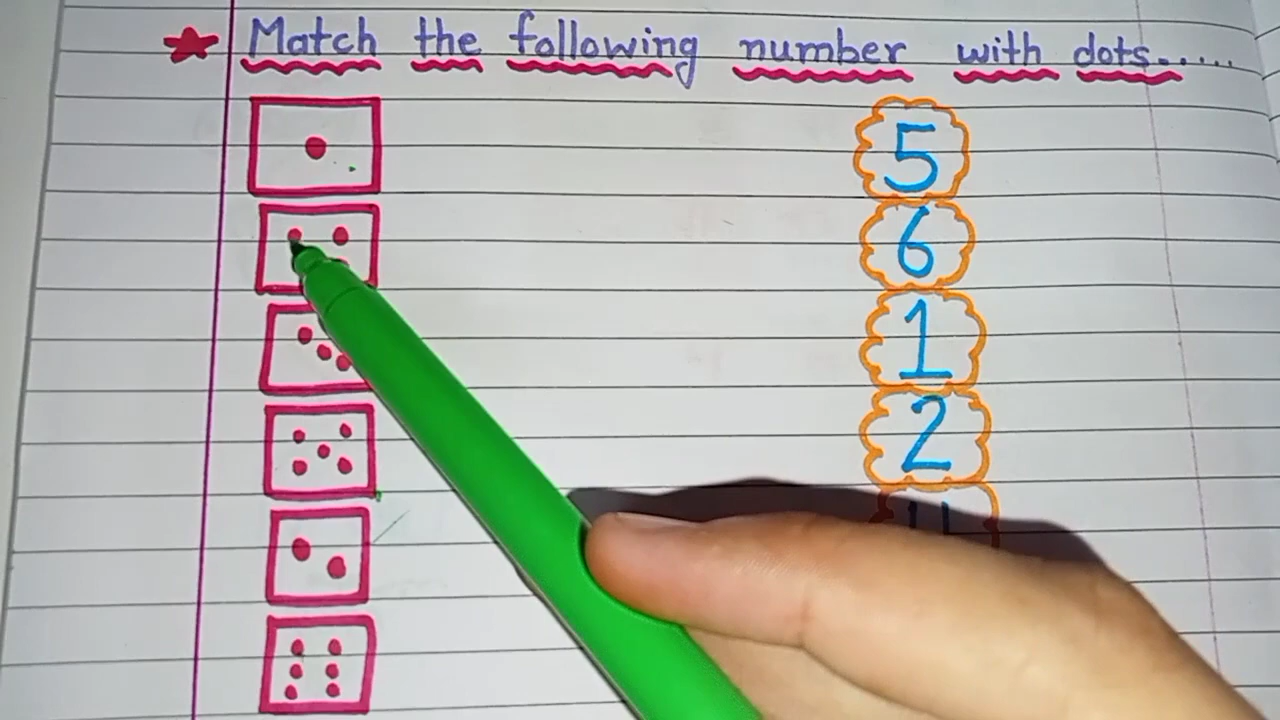 Match the following number with dots......
5
6
1
2